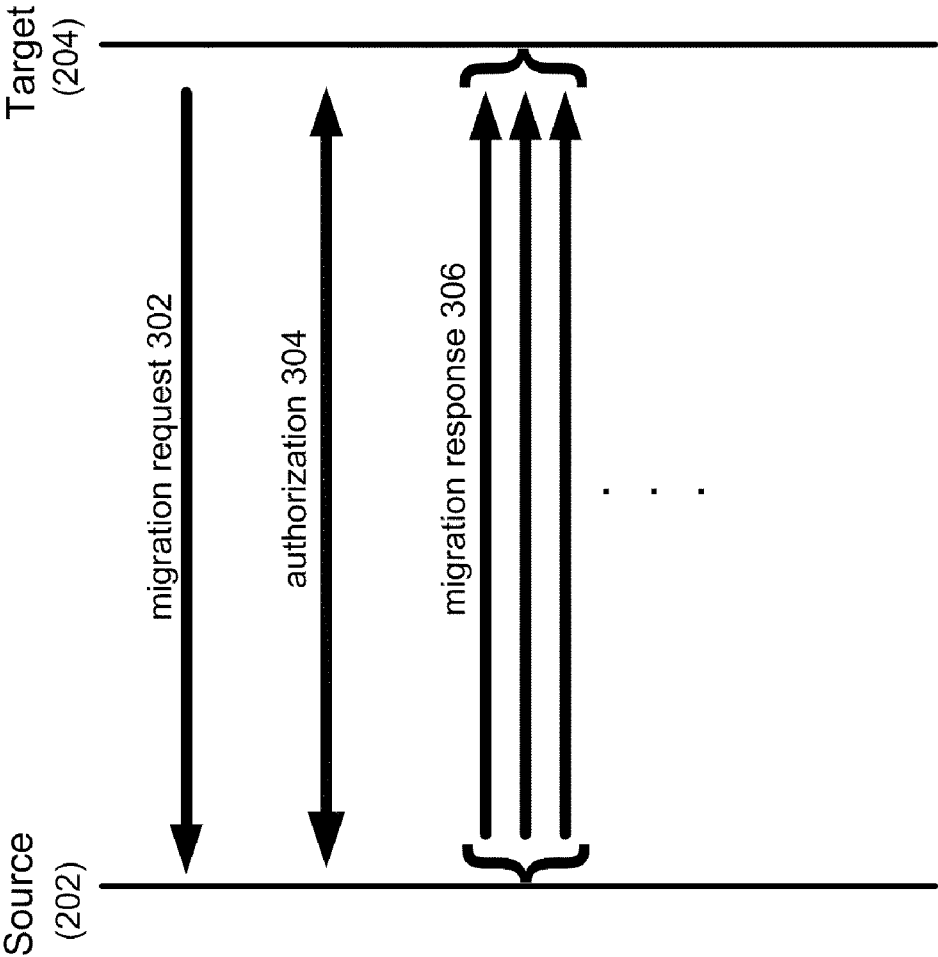 Source
(202)
Target
(204)
migration request 302
authorization 304
migration response 306
. . .